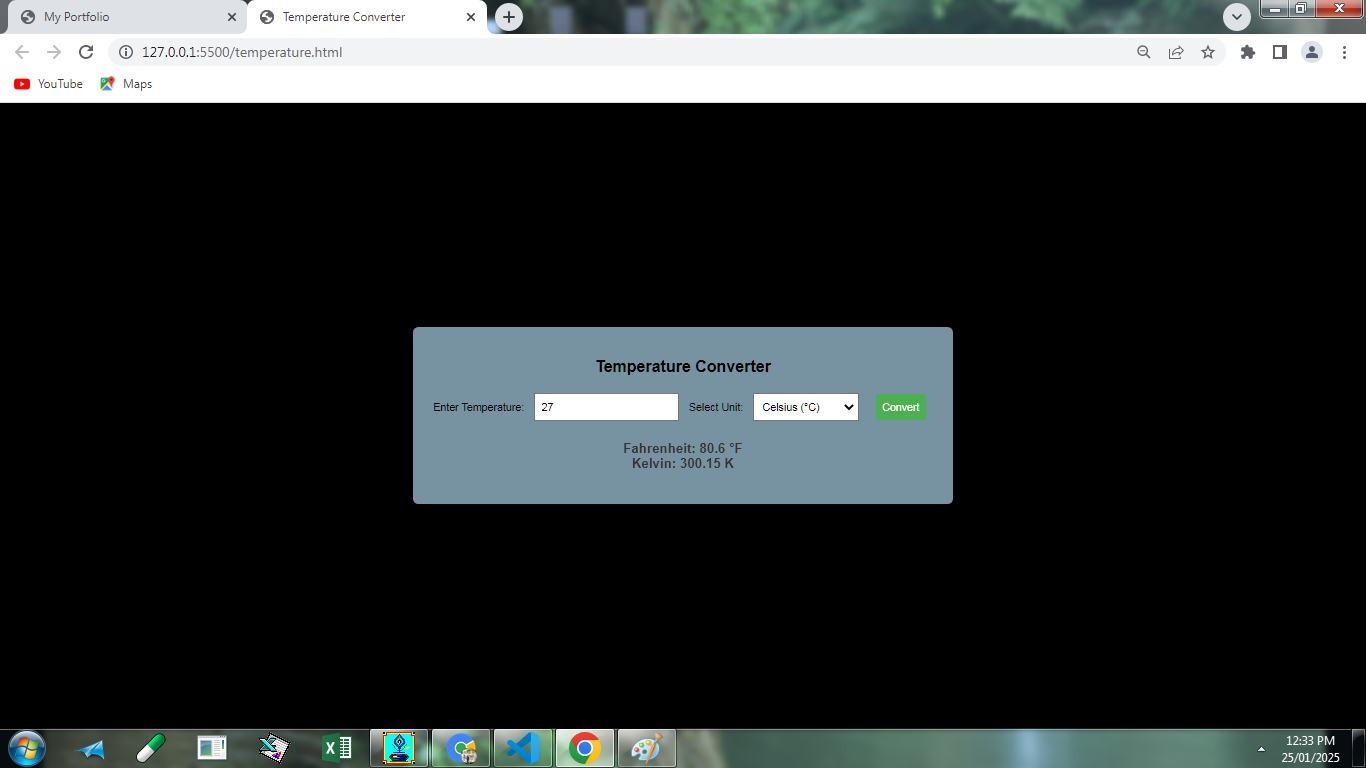 My Portfolio
Temperature Converter
127.0.0.1:5500/temperature.html
YouTube
Maps
Temperature Converter
Enter Temperature: 27 Select Unit: Celsius (°C) Convert
Fahrenheit: 80.6 °F
Kelvin: 300.15 K
12:33 PM
25/01/2025